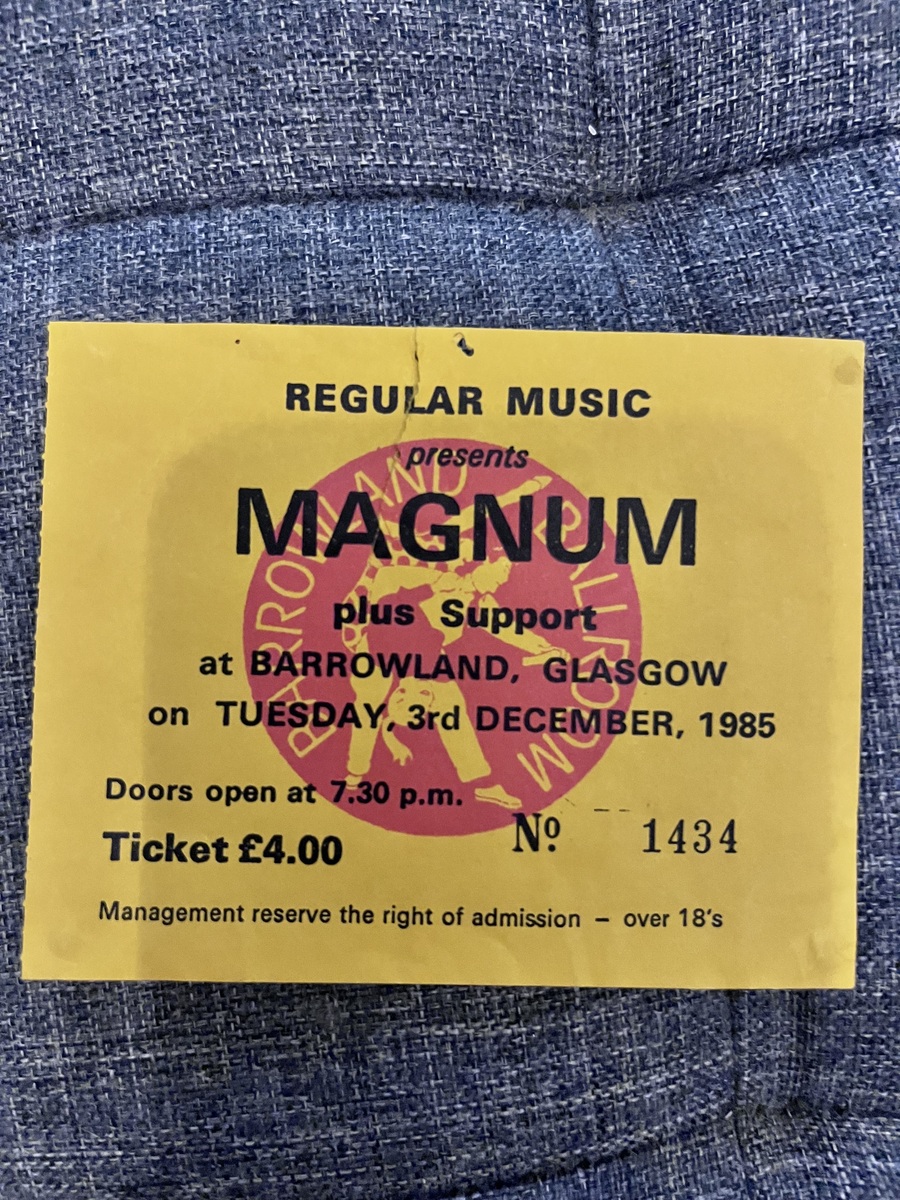 REGULAR MUSIC
presents
MAGNUM
plus Support
at BARROWLAND, GLASGOW
on TUESDAY, 3rd DECEMBER, 1985
Doors open at 7.30 p.m.
Ticket £4.00
Nº 1434
Management reserve the right of admission – over 18's
BARROWLAND BALLROOM